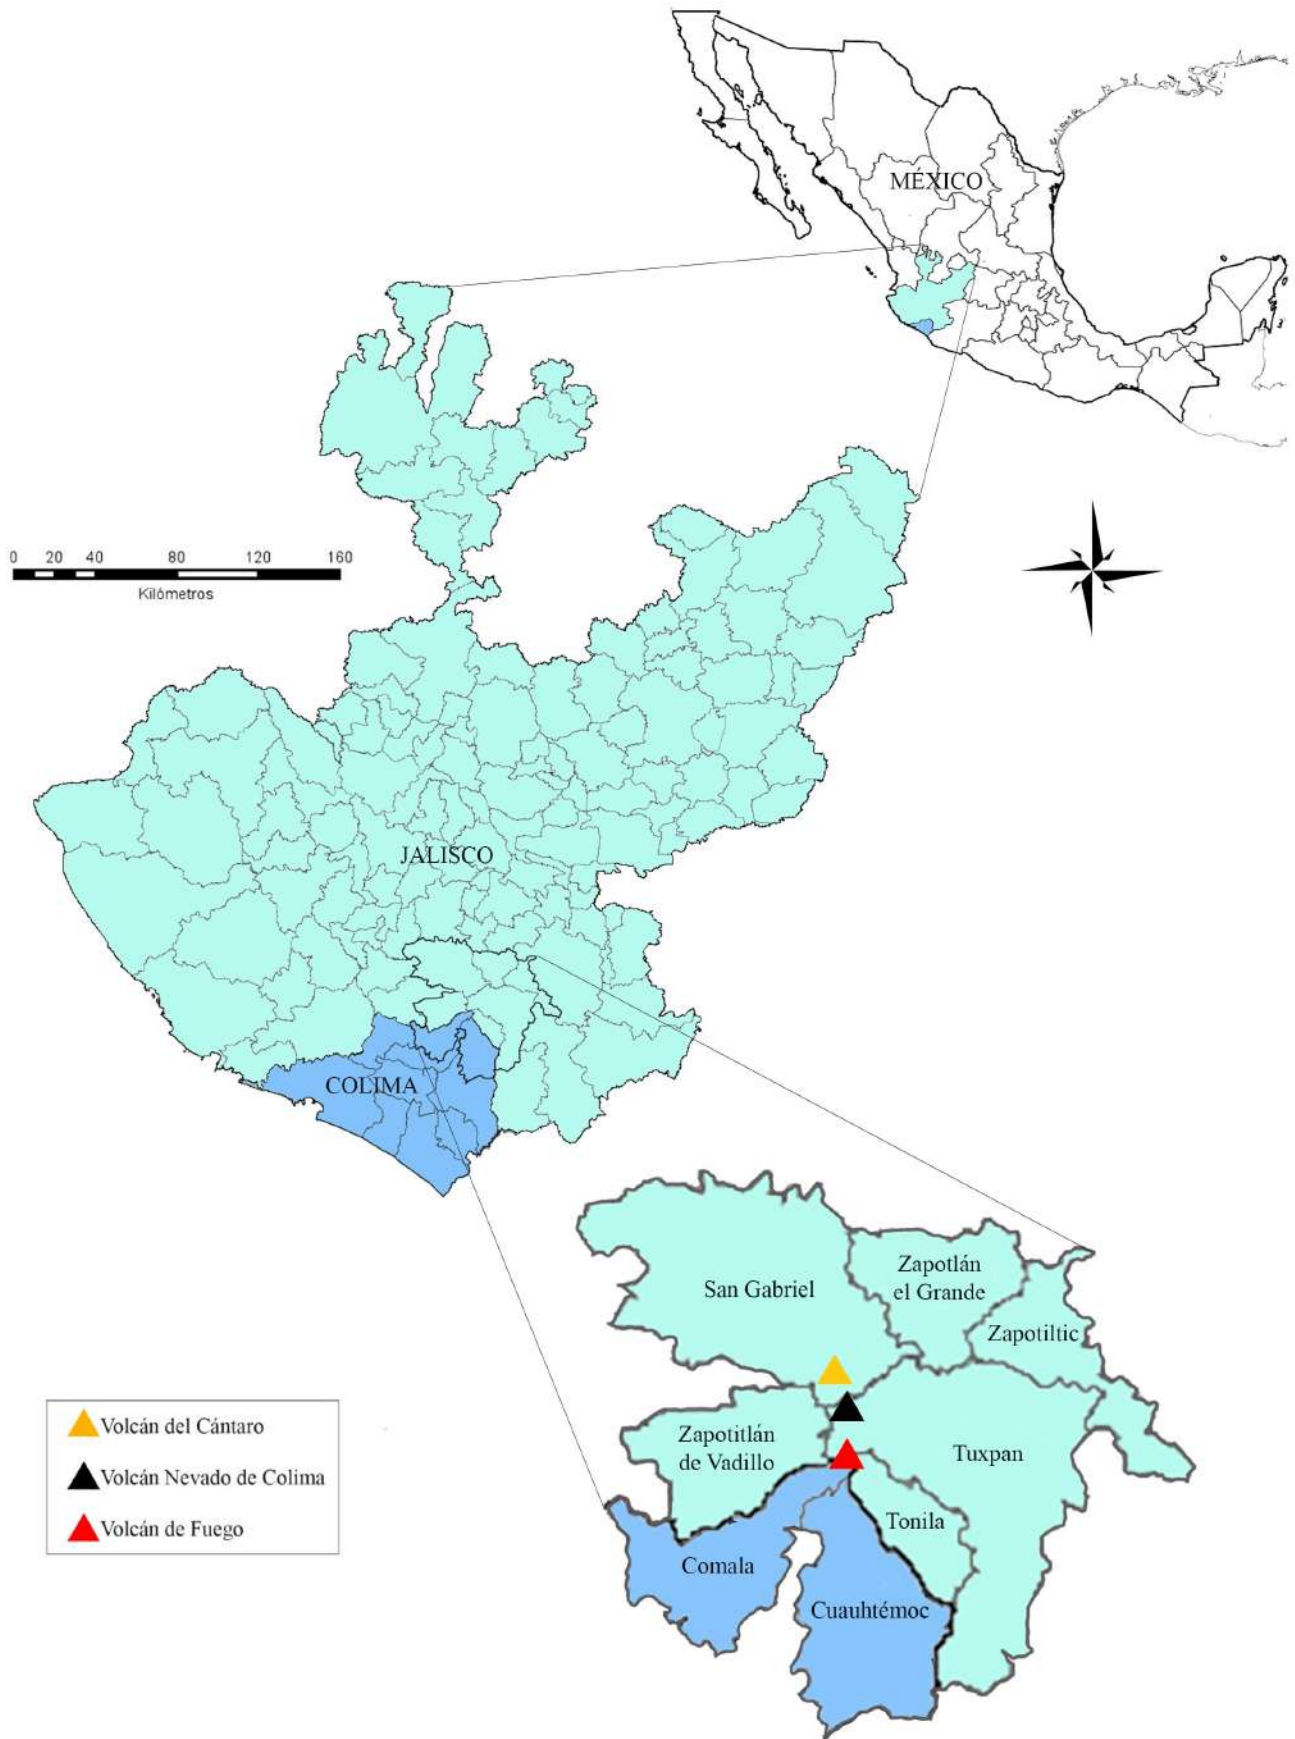 MÉXICO
0 20 40 80 120 160
Kilómetros
JALISCO
COLIMA
Zapotlán
el Grande
San Gabriel
Zapotiltic
Zapotitlán
de Vadillo
Tuxpan
Tonila
Comala
Cuauhtémoc
Volcán del Cántaro
Volcán Nevado de Colima
Volcán de Fuego